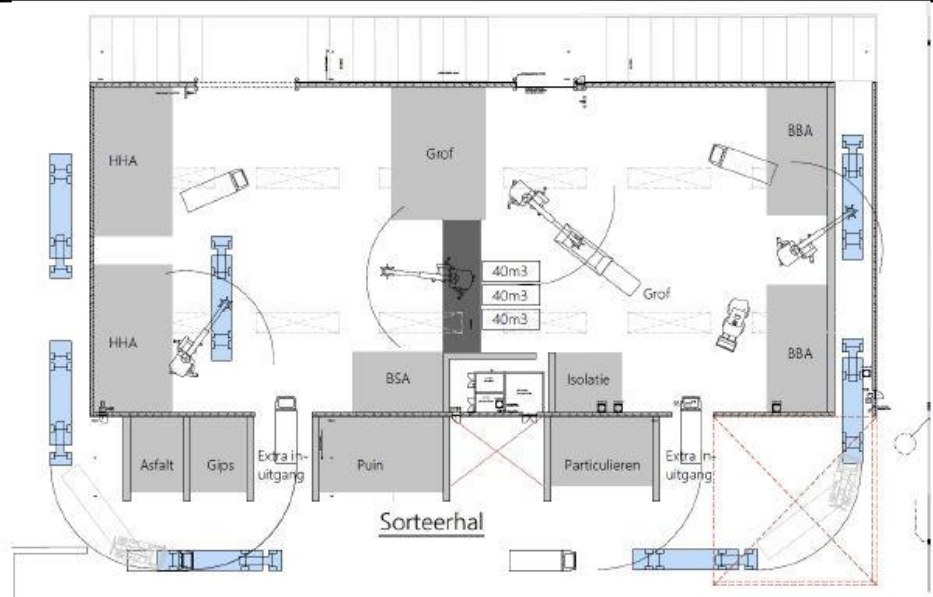 HHA
Grof
BBA
40m3
40m3
40m3
Grof
HHA
BSA
Isolatie
BBA
Asfalt
Gips
Extra in-
uitgang
Puin
Particulieren
Extra in-
uitgang
Sorteerhal